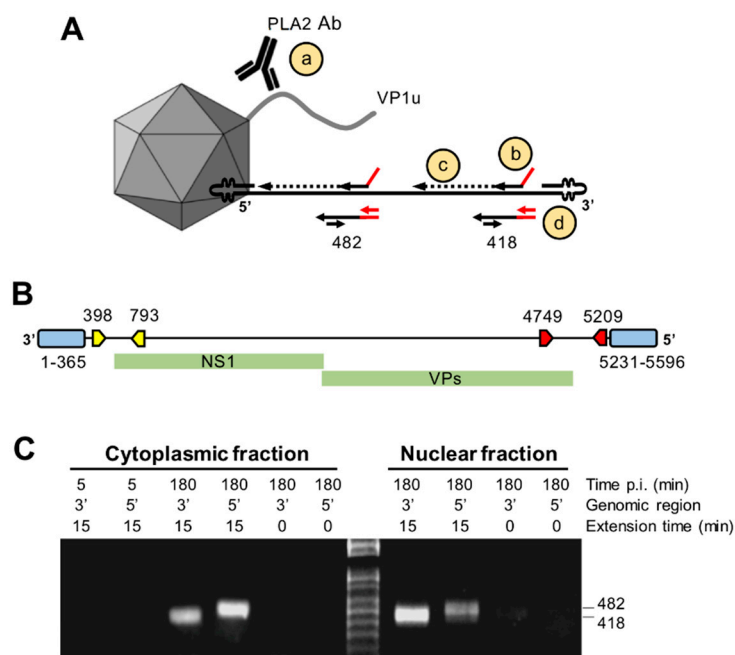 A
PLA2 Ab
a
VP1u
c
b
5’
3’
482
418
d
B
398 793 4749 5209
3’ 5’
1-365 5231-5596
NS1
VPs
C
Cytoplasmic fraction Nuclear fraction
5 5 180 180 180 180 180 180 180 180 Time p.i. (min)
3’ 5’ 3’ 5’ 3’ 5’ 3’ 5’ 3’ 5’ Genomic region
15 15 15 15 0 0 15 15 0 0 Extension time (min)
482
418